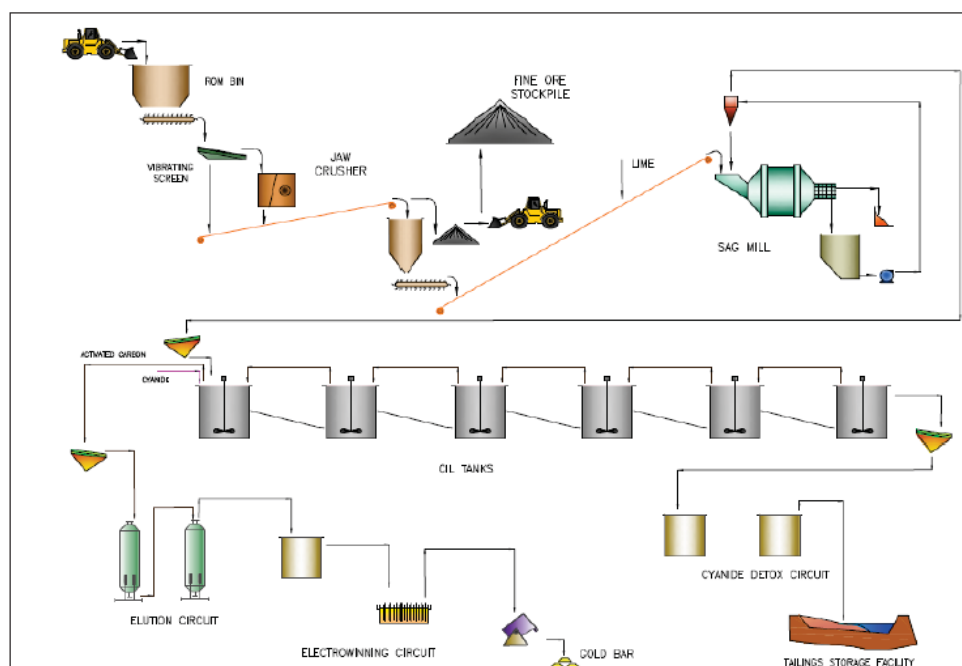 ROM BIN
FINE ORE
STOCKPILE
VIBRATING
SCREEN
JAW
CRUSHER
LIME
SAG MILL
ACTIVATED CARBON
CYANIDE
CIL TANKS
CYANIDE DETOX CIRCUIT
ELUTION CIRCUIT
ELECTROWINNING CIRCUIT
GOLD BAR
TAILINGS STORAGE FACILITY